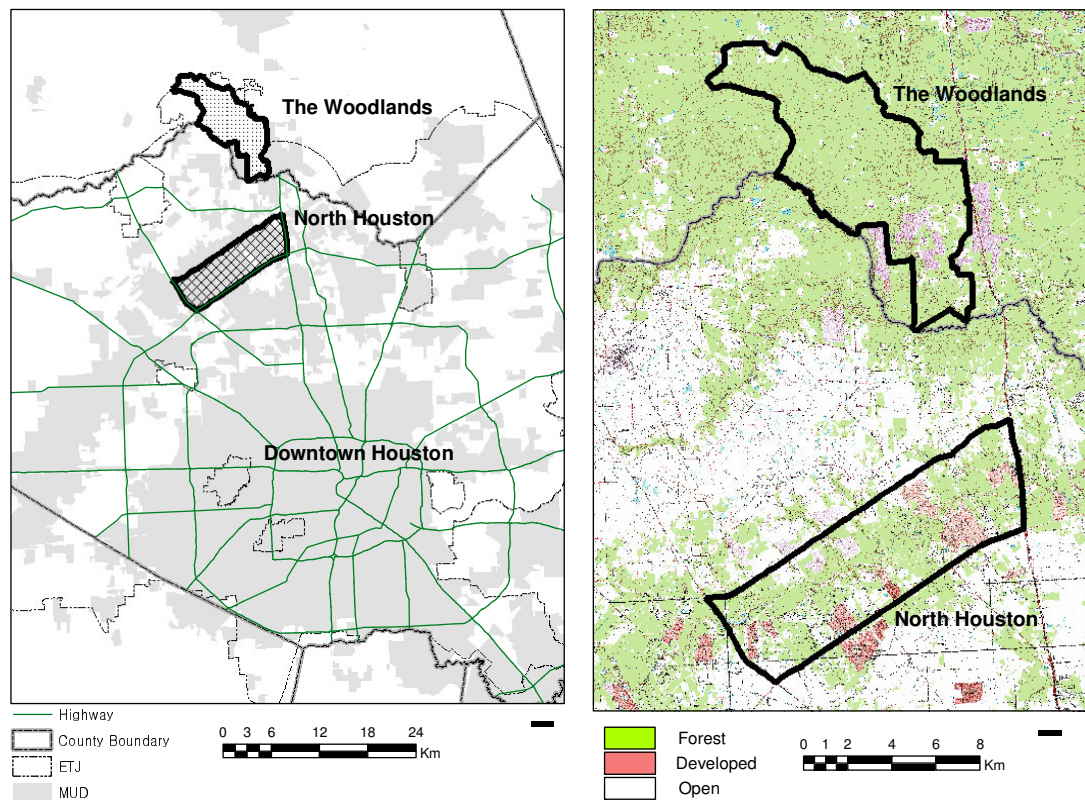 The Woodlands
North Houston
Downtown Houston
Highway
County Boundary
ETJ
MUD
0 3 6 12 18 24
Km
The Woodlands
North Houston
Forest
Developed
Open
0 1 2 4 6 8
Km